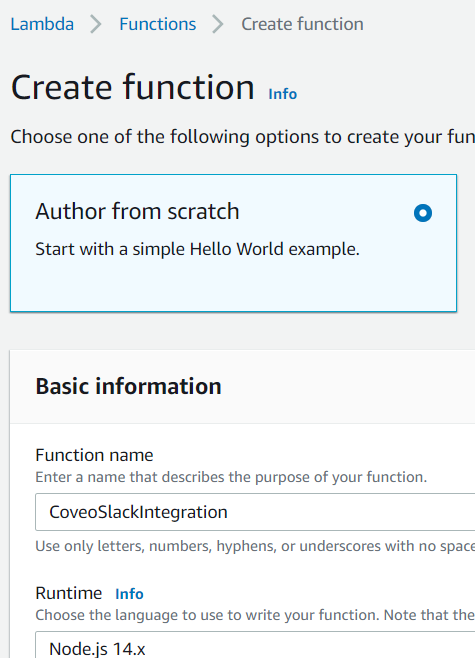 Lambda > Functions > Create function
Create function Info
Choose one of the following options to create your fun
Author from scratch
Start with a simple Hello World example.
Basic information
Function name
Enter a name that describes the purpose of your function.
CoveoSlackIntegration
Use only letters, numbers, hyphens, or underscores with no space
Runtime Info
Choose the language to use to write your function. Note that the
Node.js 14.x